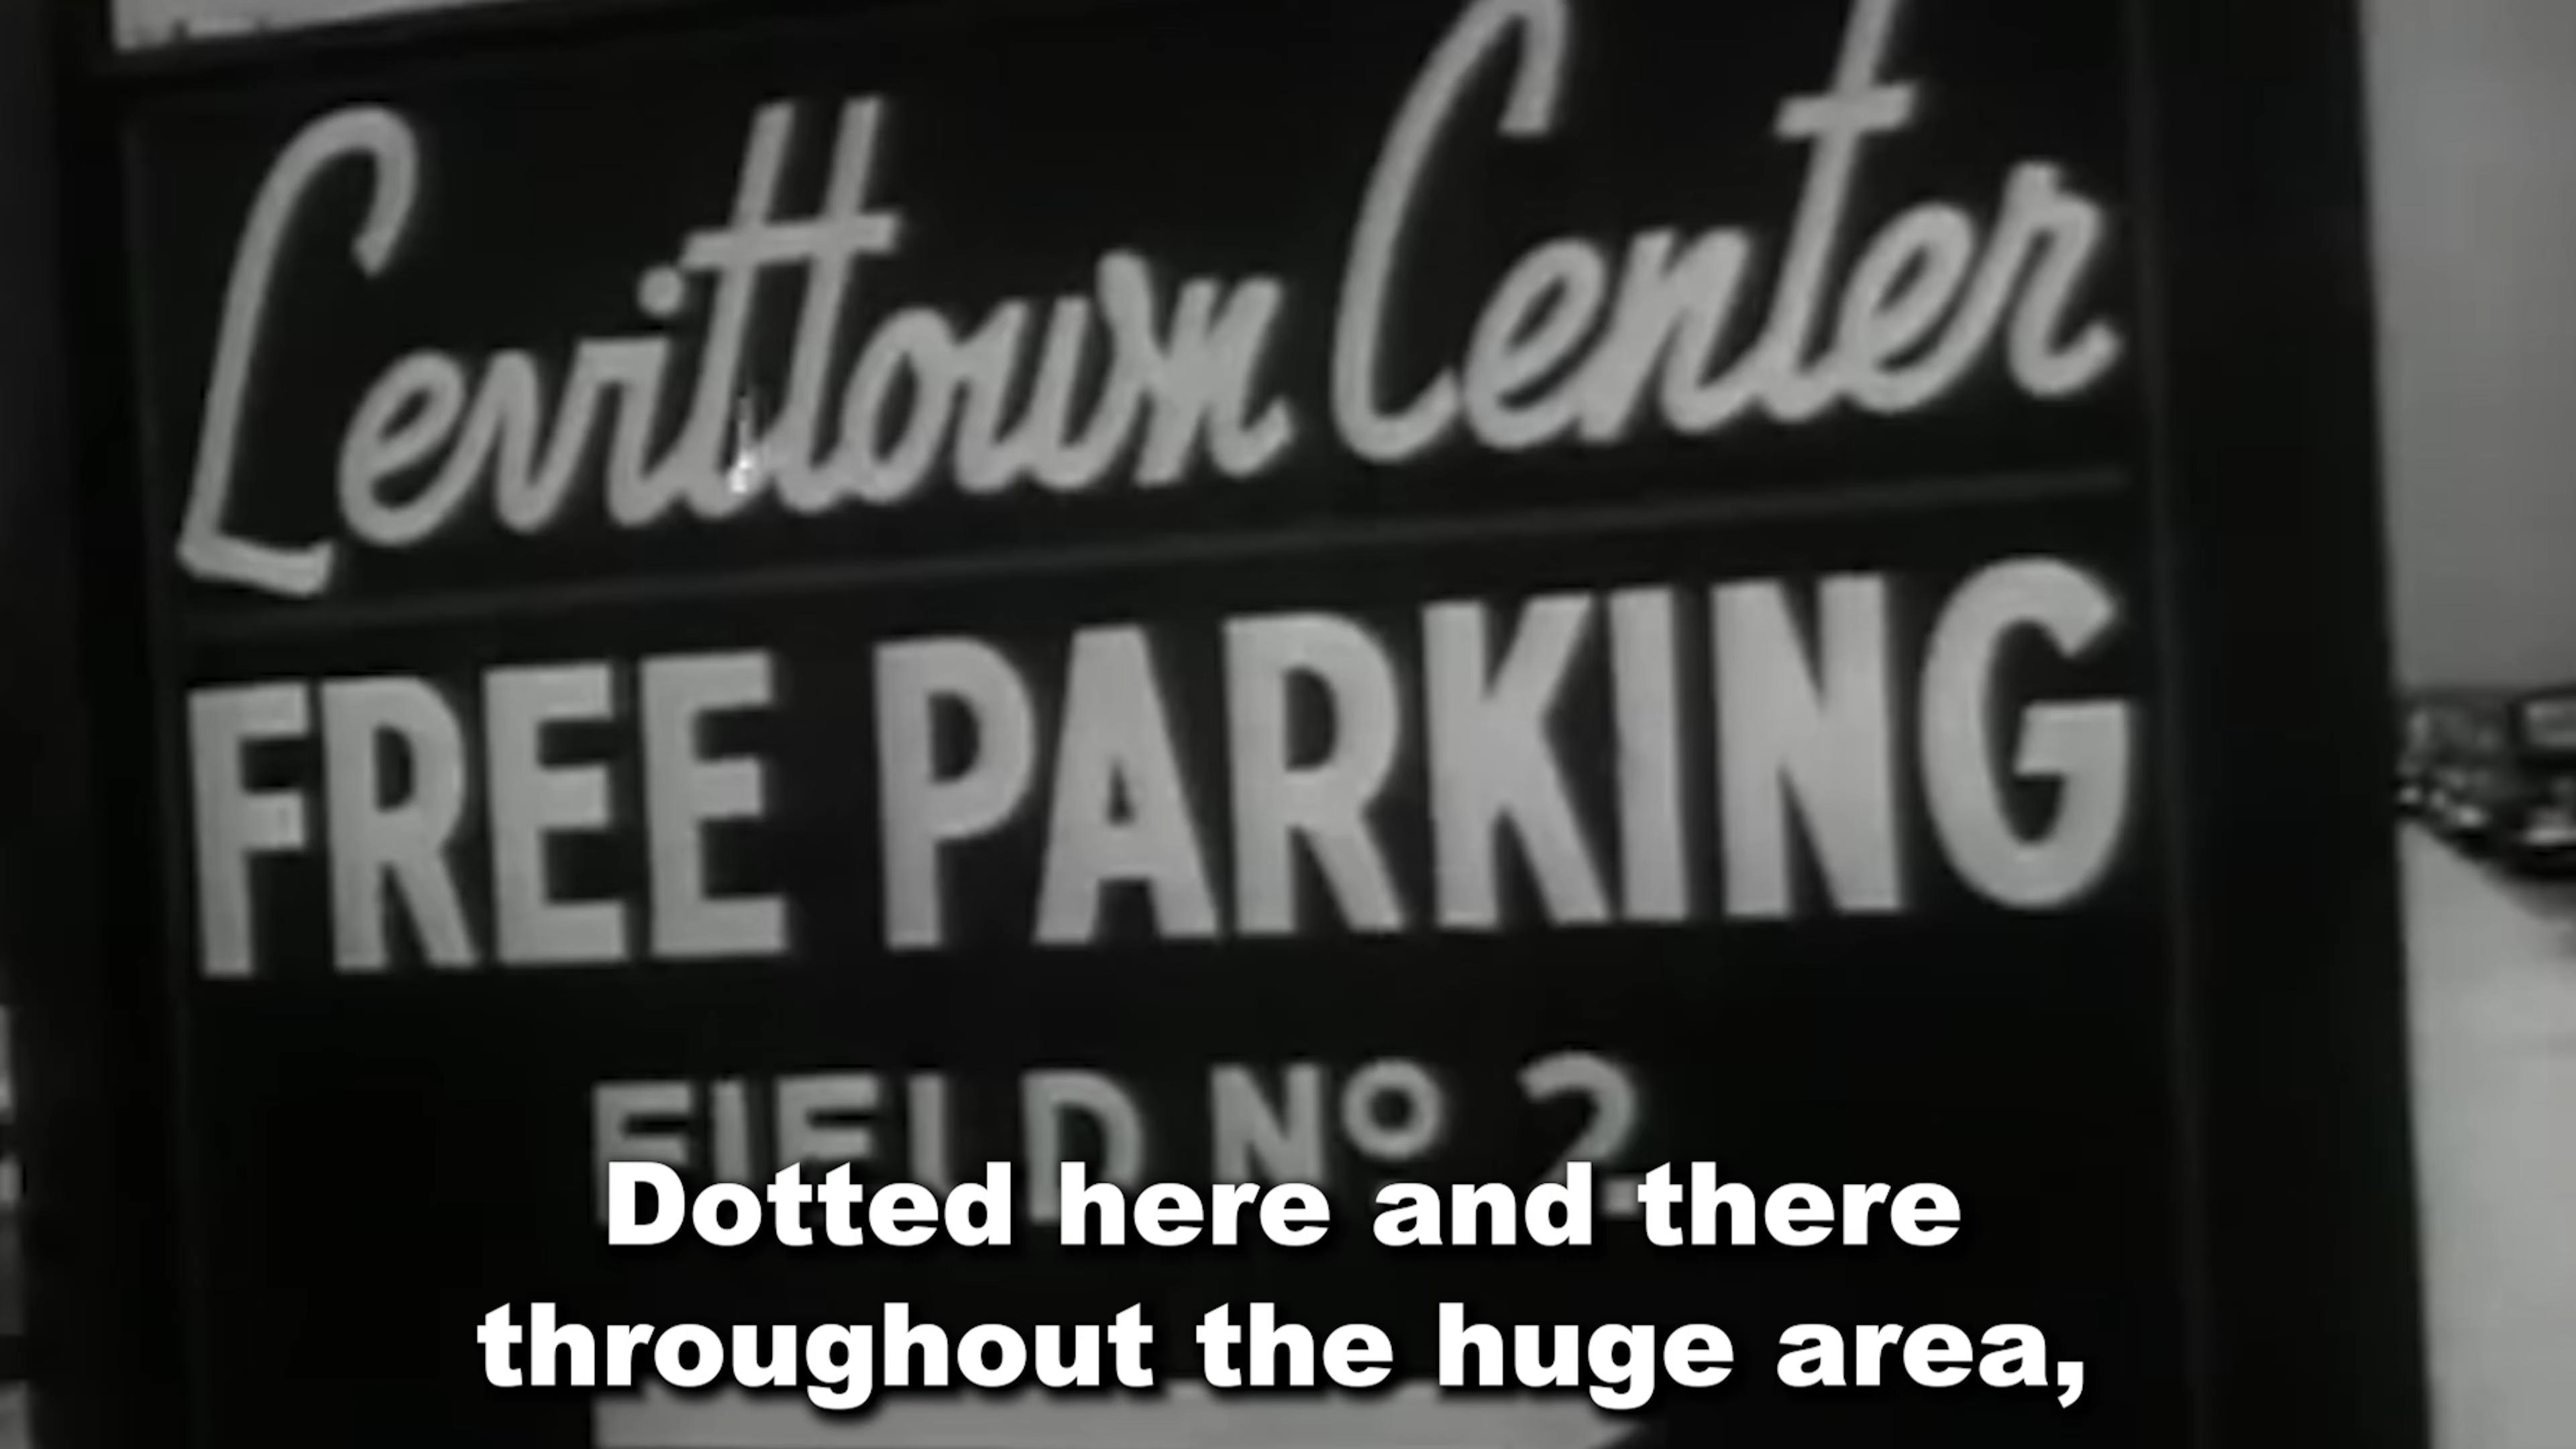 Levittown Center
FREE PARKING
FIELD Nº 2
Dotted here and there
throughout the huge area,